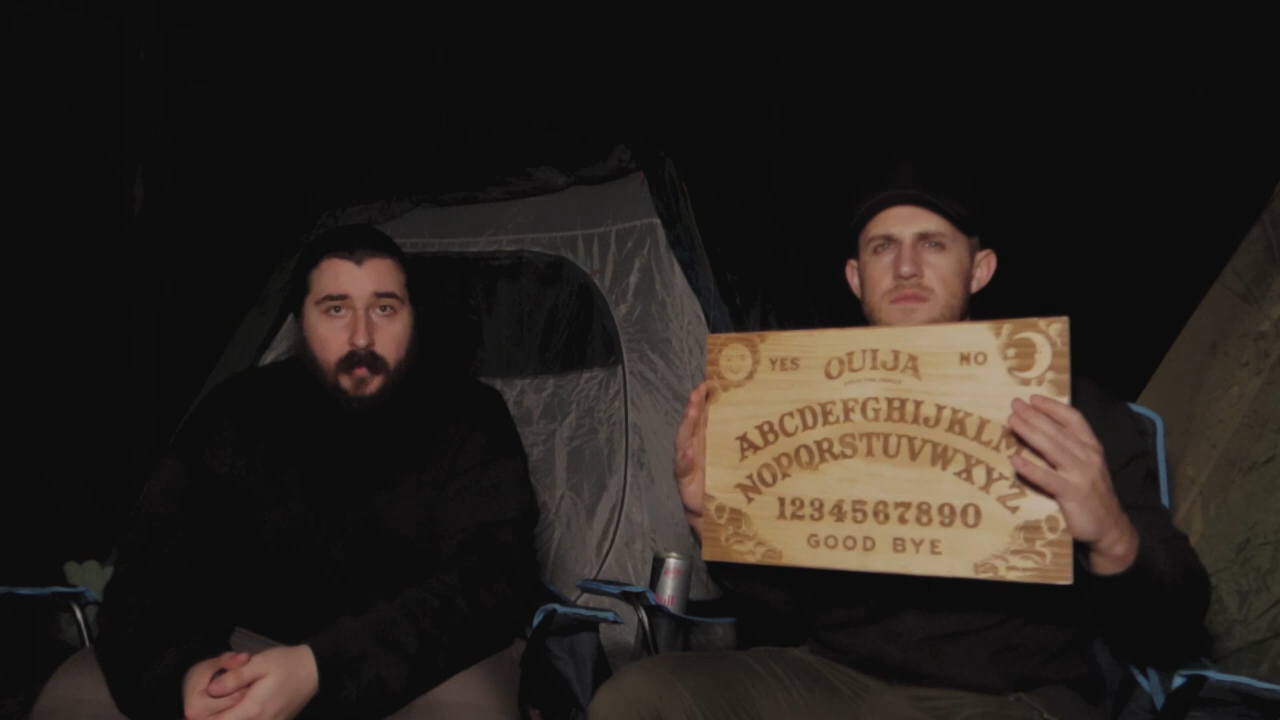 YES OUIJA NO
ABCDEFGHIJKLM
NOPQRSTUVWXYZ
1234567890
GOOD BYE